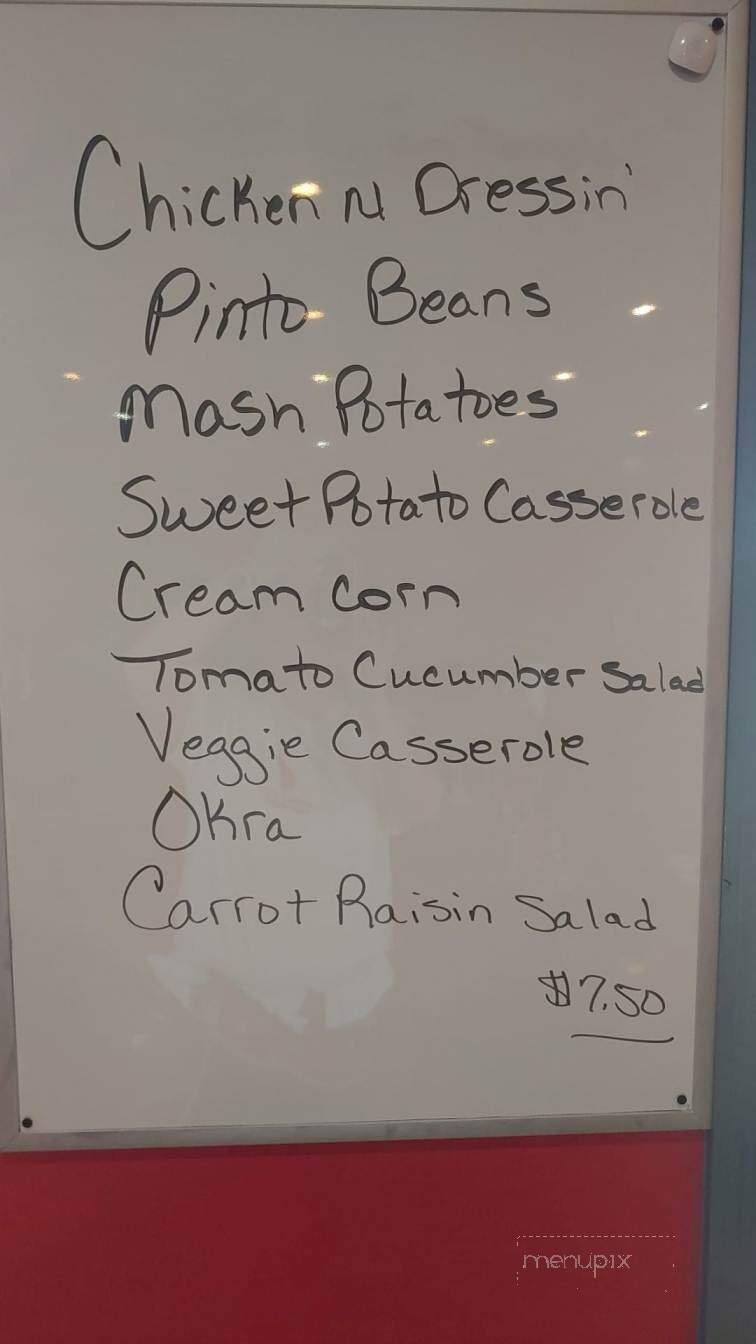 Chicken N Dressin'
Pinto Beans
Mash Potatoes
Sweet Potato Casserole
Cream Corn
Tomato Cucumber Salad
Veggie Casserole
Okra
Carrot Raisin Salad
$7.50
menupix